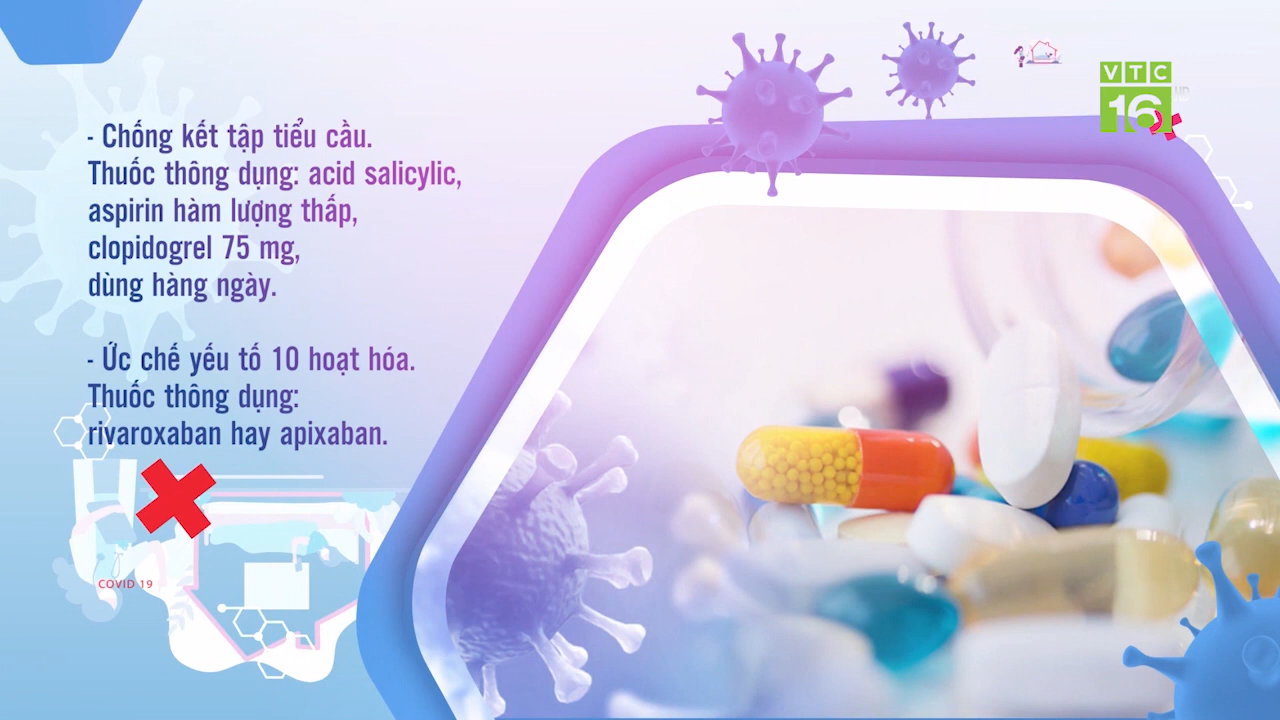 - Chống kết tập tiểu cầu.
Thuốc thông dụng: acid salicylic,
aspirin hàm lượng thấp,
clopidogrel 75 mg,
dùng hàng ngày.
- Ức chế yếu tố 10 hoạt hóa.
Thuốc thông dụng:
rivaroxaban hay apixaban.
COVID 19
VTC
16